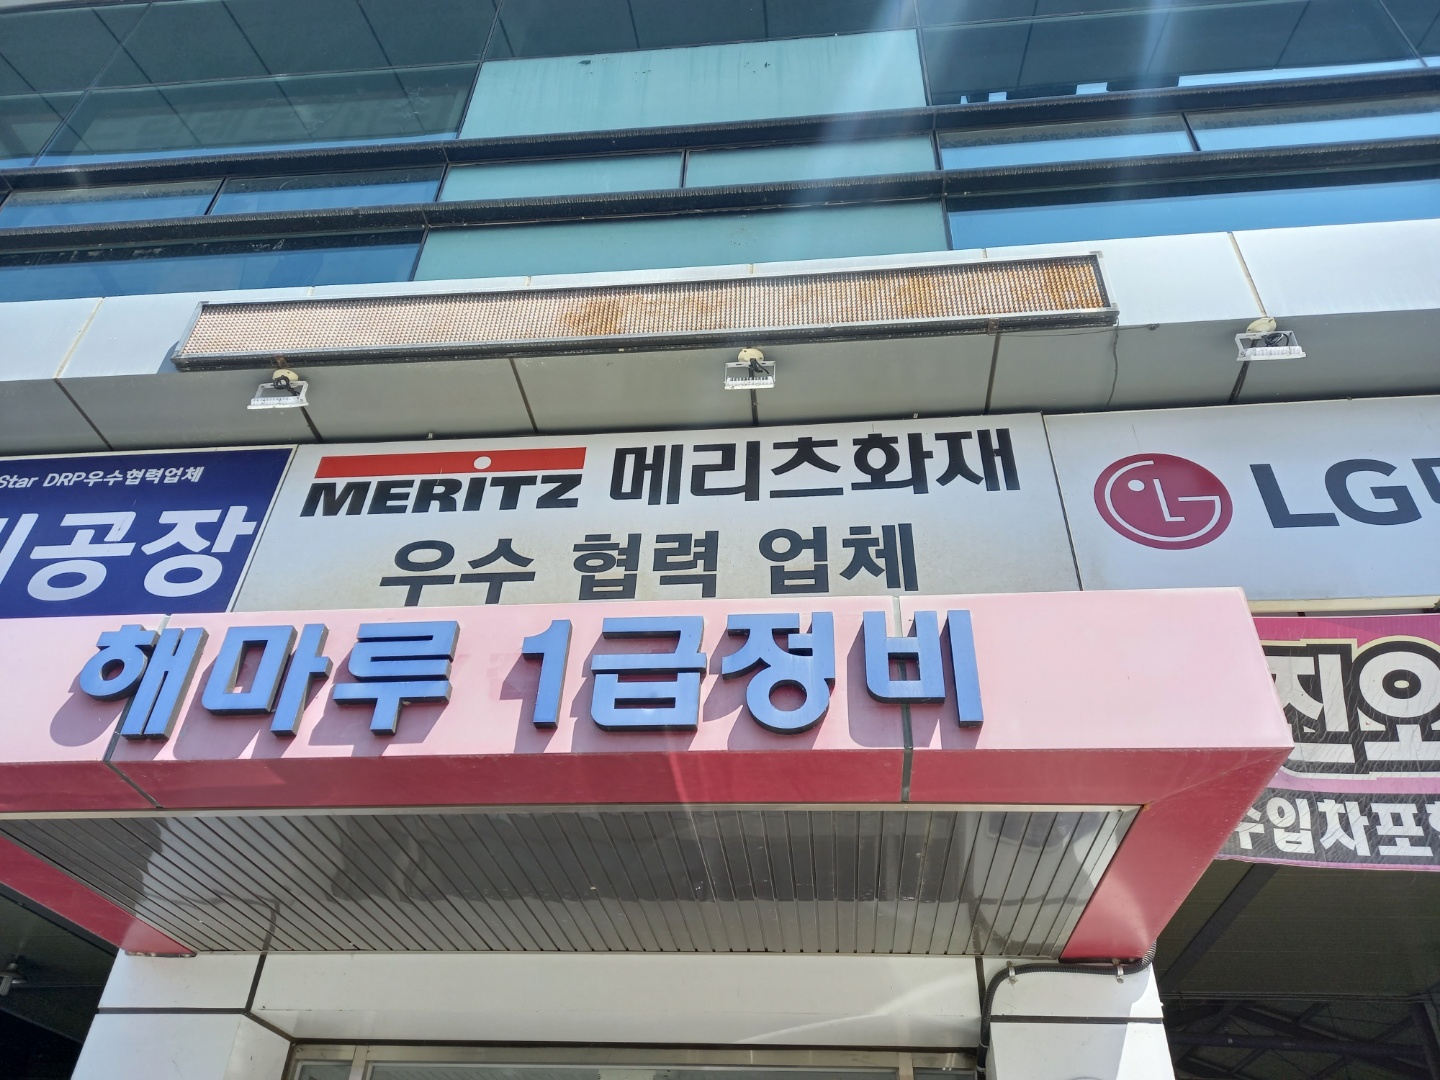 Star DRP우수협력업체
공장
MERITZ 메리츠화재
우수 협력 업체
LG
해마루 1급정비
수입차포